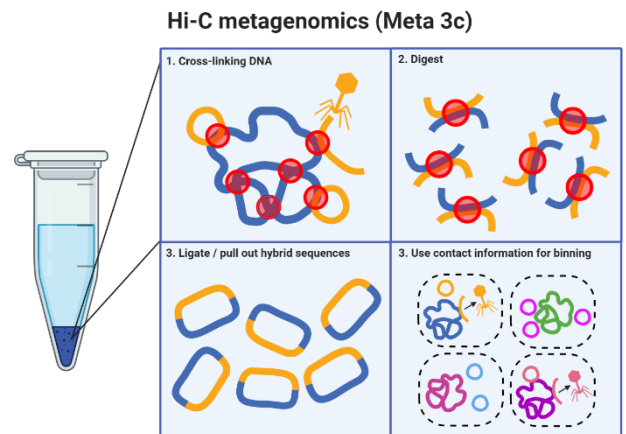 Hi-C metagenomics (Meta 3c)
1. Cross-linking DNA
2. Digest
3. Ligate / pull out hybrid sequences
3. Use contact information for binning